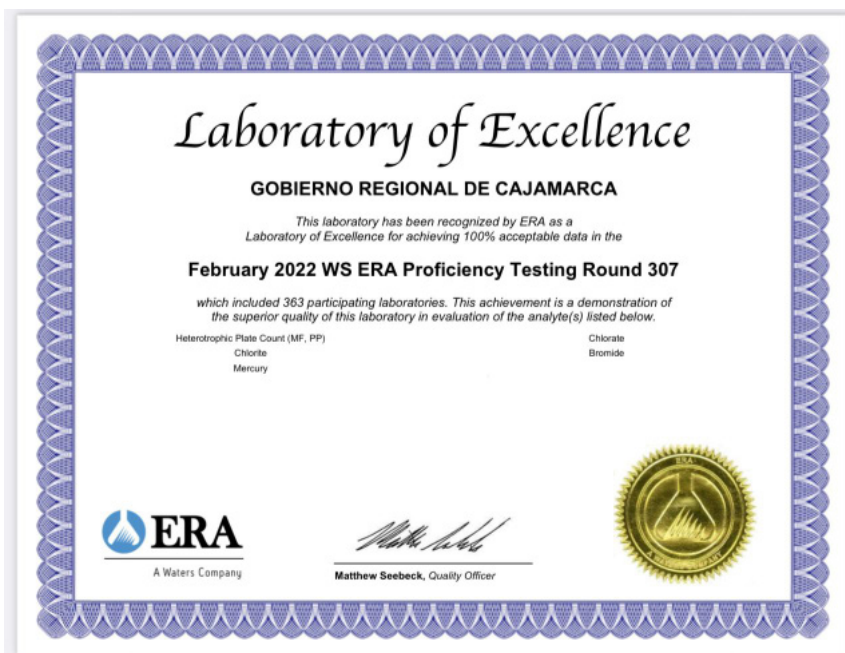 Laboratory of Excellence
GOBIERNO REGIONAL DE CAJAMARCA
This laboratory has been recognized by ERA as a
Laboratory of Excellence for achieving 100% acceptable data in the
February 2022 WS ERA Proficiency Testing Round 307
which included 363 participating laboratories. This achievement is a demonstration of
the superior quality of this laboratory in evaluation of the analyte(s) listed below.
Heterotrophic Plate Count (MF, PP) Chlorate
Chlorite Bromide
Mercury
ERA
A Waters Company
Matthew Seebeck, Quality Officer
ERA
A WATERS COMPANY